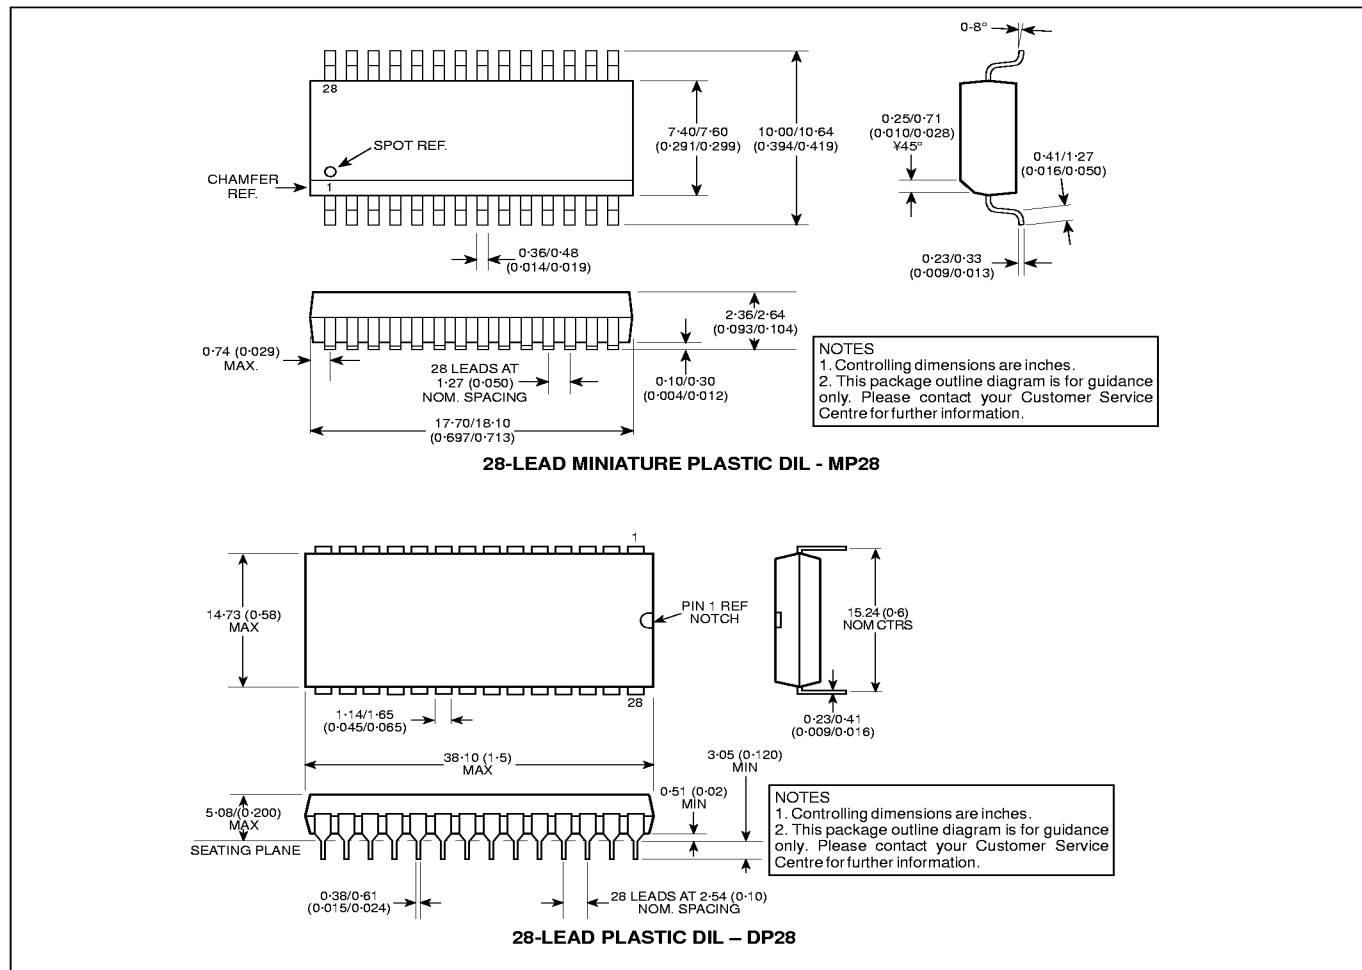 0-8°
28
7·40/7·60
(0·291/0·299)
10·00/10·64
(0·394/0·419)
0·25/0·71
(0·010/0·028)
¥45°
SPOT REF.
0·41/1·27
(0·016/0·050)
CHAMFER
REF.
1
0·36/0·48
(0·014/0·019)
0·23/0·33
(0·009/0·013)
2·36/2·64
(0·093/0·104)
0·74 (0·029)
MAX.
28 LEADS AT
1·27 (0·050)
NOM. SPACING
0·10/0·30
(0·004/0·012)
NOTES
1. Controlling dimensions are inches.
2. This package outline diagram is for guidance
only. Please contact your Customer Service
Centre for further information.
17·70/18·10
(0·697/0·713)
28-LEAD MINIATURE PLASTIC DIL - MP28
1
14·73 (0·58)
MAX
PIN 1 REF
NOTCH
15.24 (0·6)
NOM CTRS
28
1·14/1·65
(0·045/0·065)
0·23/0·41
(0·009/0·016)
38·10 (1·5)
MAX
3·05 (0·120)
MIN
0·51 (0·02)
MIN
5·08/(0·200)
MAX
SEATING PLANE
NOTES
1. Controlling dimensions are inches.
2. This package outline diagram is for guidance
only. Please contact your Customer Service
Centre for further information.
0·38/0·61
(0·015/0·024)
28 LEADS AT 2·54 (0·10)
NOM. SPACING
28-LEAD PLASTIC DIL – DP28